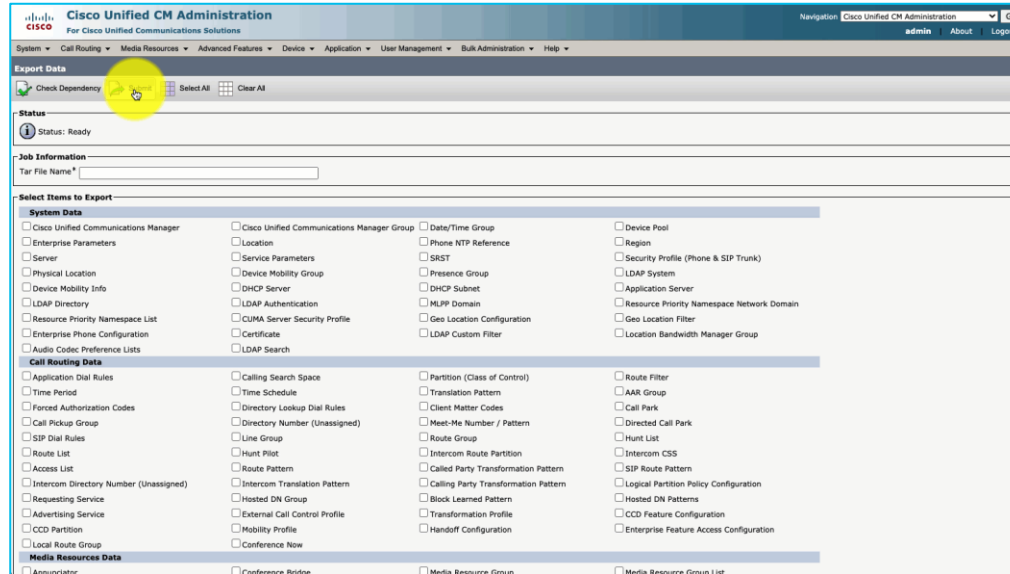 cisco
Cisco Unified CM Administration
For Cisco Unified Communications Solutions
Navigation Cisco Unified CM Administration
admin About Logo
System Call Routing Media Resources Advanced Features Device Application User Management Bulk Administration Help
Export Data
Check Dependency Submit Select All Clear All
Status
Status: Ready
Job Information
Tar File Name*
Select Items to Export
System Data
Cisco Unified Communications Manager Cisco Unified Communications Manager Group Date/Time Group Device Pool
Enterprise Parameters Location Phone NTP Reference Region
Server Service Parameters SRST Security Profile (Phone & SIP Trunk)
Physical Location Device Mobility Group Presence Group LDAP System
Device Mobility Info DHCP Server DHCP Subnet Application Server
LDAP Directory LDAP Authentication MLPP Domain Resource Priority Namespace Network Domain
Resource Priority Namespace List CUMA Server Security Profile Geo Location Configuration Geo Location Filter
Enterprise Phone Configuration Certificate LDAP Custom Filter Location Bandwidth Manager Group
Audio Codec Preference Lists LDAP Search
Call Routing Data
Application Dial Rules Calling Search Space Partition (Class of Control) Route Filter
Time Period Time Schedule Translation Pattern AAR Group
Forced Authorization Codes Directory Lookup Dial Rules Client Matter Codes Call Park
Call Pickup Group Directory Number (Unassigned) Meet-Me Number / Pattern Directed Call Park
SIP Dial Rules Line Group Route Group Hunt List
Route List Hunt Pilot Intercom Route Partition Intercom CSS
Access List Route Pattern Called Party Transformation Pattern SIP Route Pattern
Intercom Directory Number (Unassigned) Intercom Translation Pattern Calling Party Transformation Pattern Logical Partition Policy Configuration
Requesting Service Hosted DN Group Block Learned Pattern Hosted DN Patterns
Advertising Service External Call Control Profile Transformation Profile CCD Feature Configuration
CCD Partition Mobility Profile Handoff Configuration Enterprise Feature Access Configuration
Local Route Group Conference Now
Media Resources Data
Annunciator Conference Bridge Media Resource Group Media Resource Group List